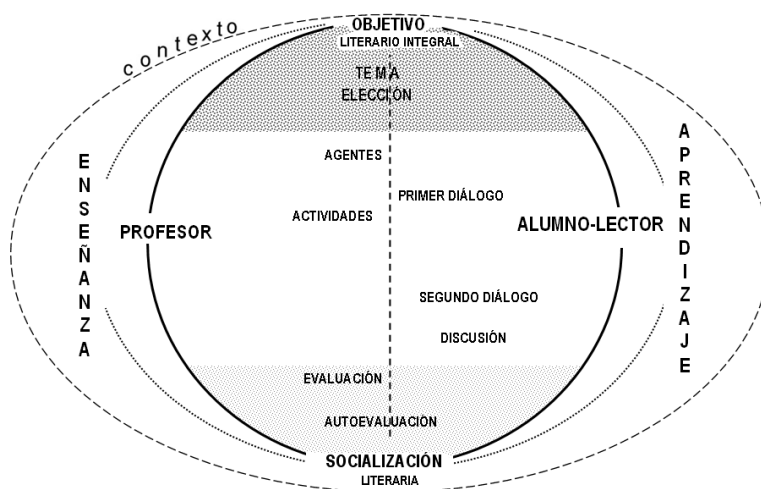 contexto
OBJETIVO
LITERARIO INTEGRAL
TEMA
ELECCIÓN
AGENTES
PRIMER DIÁLOGO
ACTIVIDADES
ENSEÑANZA
PROFESOR
ALUMNO-LECTOR
APRENDIZAJE
SEGUNDO DIÁLOGO
DISCUSIÓN
EVALUACIÓN
AUTOEVALUACIÓN
SOCIALIZACIÓN
LITERARIA